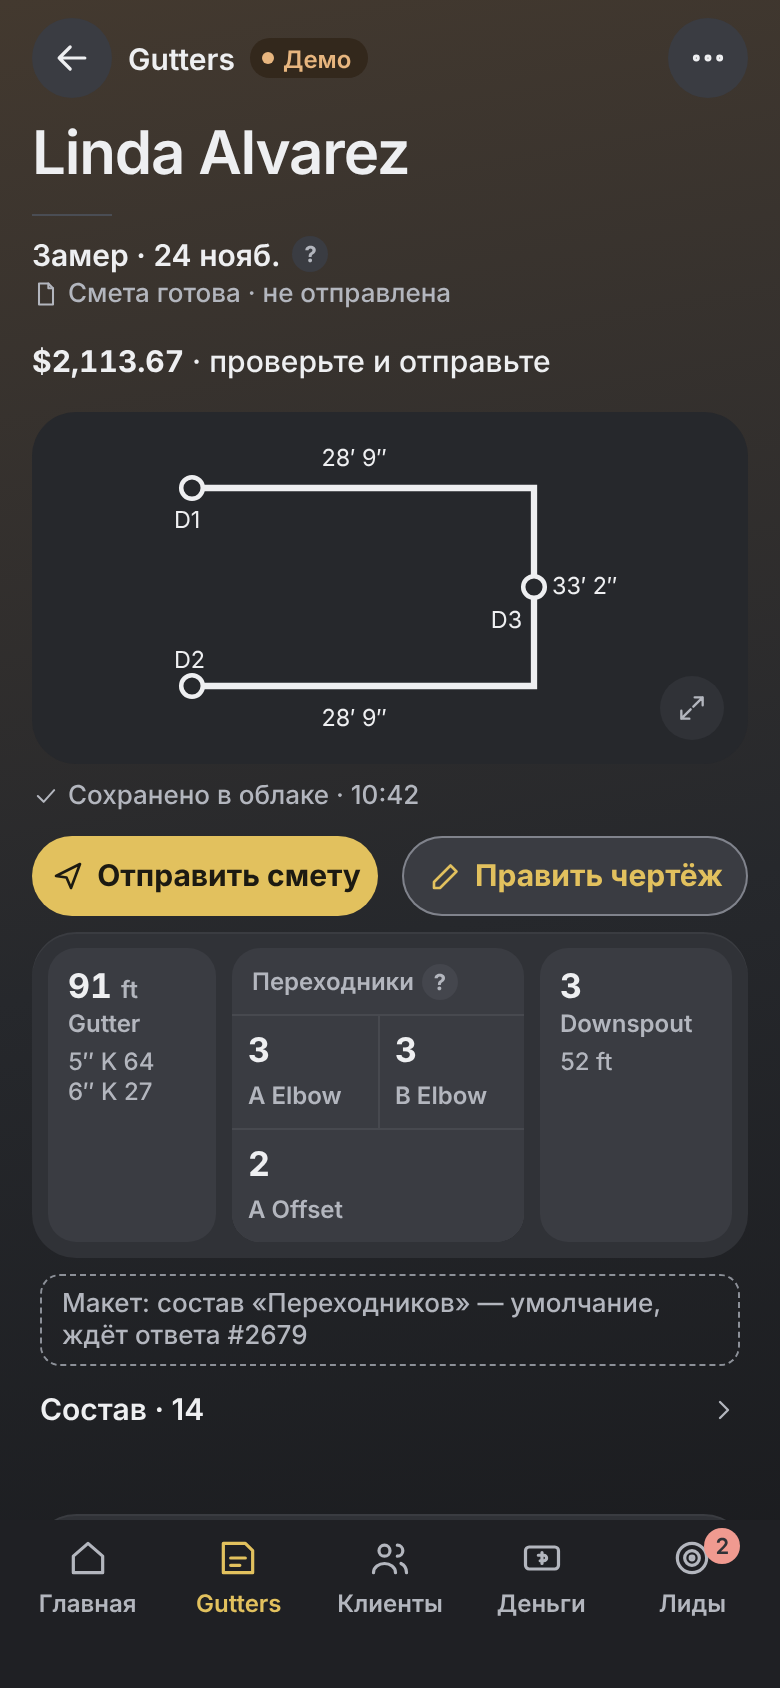 Gutters
Демо
Linda Alvarez
Замер · 24 нояб. ?
Смета готова · не отправлена
$2,113.67 · проверьте и отправьте
28′ 9″
D1
33′ 2″
D3
D2
28′ 9″
Сохранено в облаке · 10:42
Отправить смету
Править чертёж
91 ft
Gutter
5″ K 64
6″ K 27
Переходники ?
3
A Elbow
3
B Elbow
2
A Offset
3
Downspout
52 ft
Макет: состав «Переходников» — умолчание,
ждёт ответа #2679
Состав · 14
Главная
Gutters
Клиенты
Деньги
2
Лиды